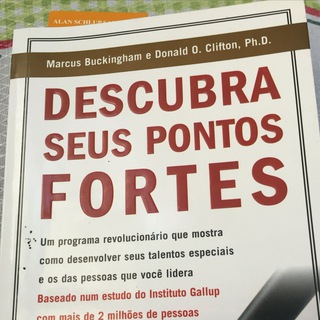 ALAN
Marcus Buckingham e Donald O. Clifton, Ph.D.
DESCUBRA
SEUS PONTOS
FORTES
Um programa revolucionário que mostra
como desenvolver seus talentos especiais
e os das pessoas que você lidera
Baseado num estudo do Instituto Gallup
com mais de 2 milhões de pessoas